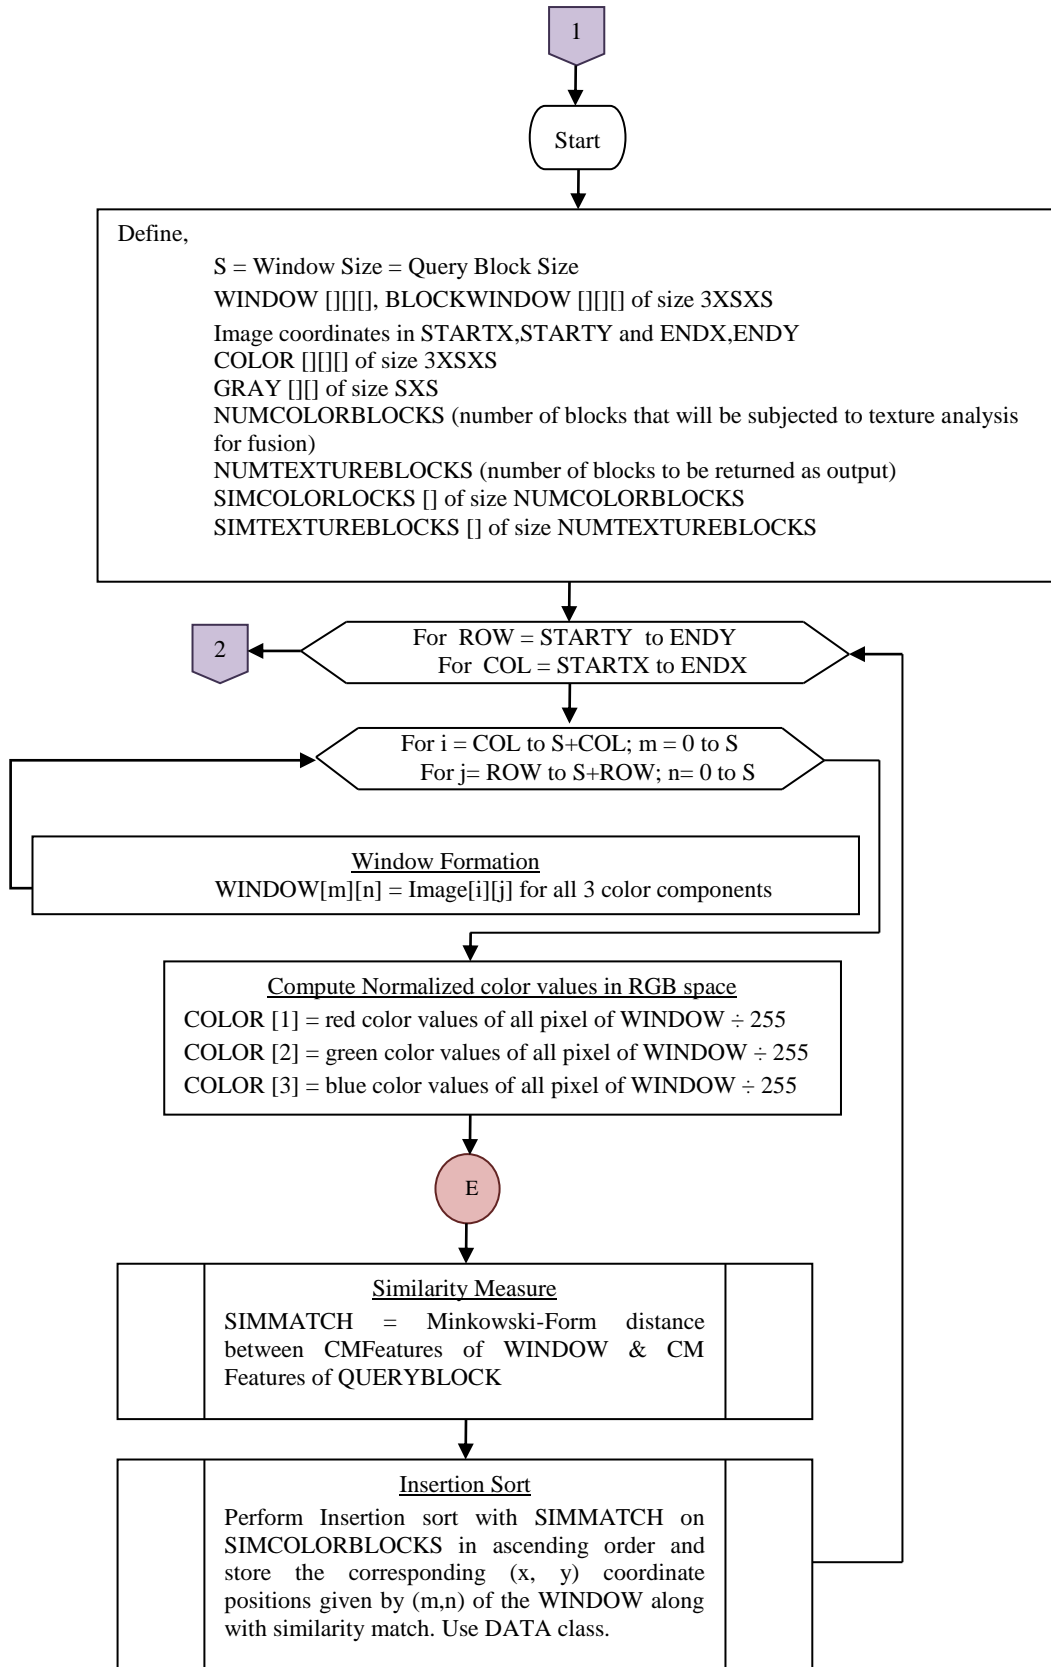 1
Start
Define,
S = Window Size = Query Block Size
WINDOW [][][], BLOCKWINDOW [][][] of size 3XSXS
Image coordinates in STARTX,STARTY and ENDX,ENDY
COLOR [][][] of size 3XSXS
GRAY [][] of size SXS
NUMCOLORBLOCKS (number of blocks that will be subjected to texture analysis
for fusion)
NUMTEXTUREBLOCKS (number of blocks to be returned as output)
SIMCOLORLOCKS [] of size NUMCOLORBLOCKS
SIMTEXTUREBLOCKS [] of size NUMTEXTUREBLOCKS
2
For ROW = STARTY to ENDY
For COL = STARTX to ENDX
For i = COL to S+COL; m = 0 to S
For j= ROW to S+ROW; n= 0 to S
Window Formation
WINDOW[m][n] = Image[i][j] for all 3 color components
Compute Normalized color values in RGB space
COLOR [1] = red color values of all pixel of WINDOW ÷ 255
COLOR [2] = green color values of all pixel of WINDOW ÷ 255
COLOR [3] = blue color values of all pixel of WINDOW ÷ 255
E
Similarity Measure
SIMMATCH = Minkowski-Form distance
between CMFeatures of WINDOW & CM
Features of QUERYBLOCK
Insertion Sort
Perform Insertion sort with SIMMATCH on
SIMCOLORBLOCKS in ascending order and
store the corresponding (x, y) coordinate
positions given by (m,n) of the WINDOW along
with similarity match. Use DATA class.